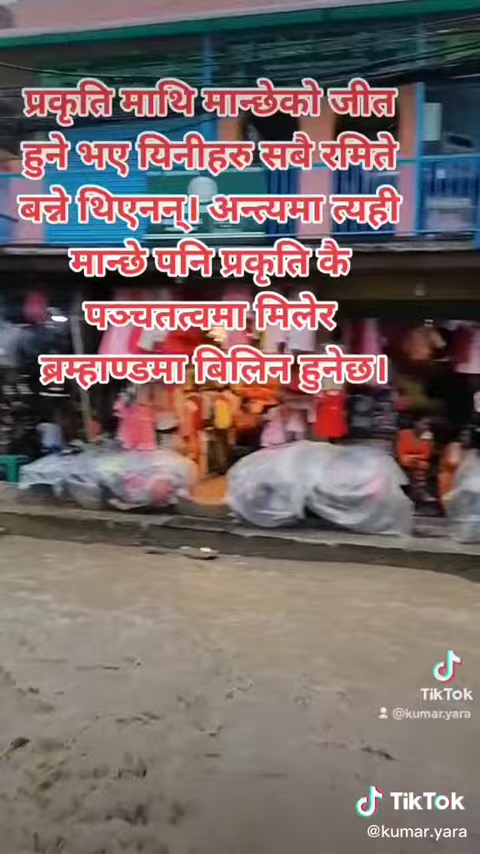 प्रकृति माथि मान्छेको जीत
हुने भए यिनीहरु सबै रमिते
बन्ने थिएनन्। अन्त्यमा त्यही
मान्छे पनि प्रकृति कै
पञ्चतत्वमा मिलेर
ब्रम्हाण्डमा बिलिन हुनेछ।
TikTok
@kumar.yara
TikTok
@kumar.yara